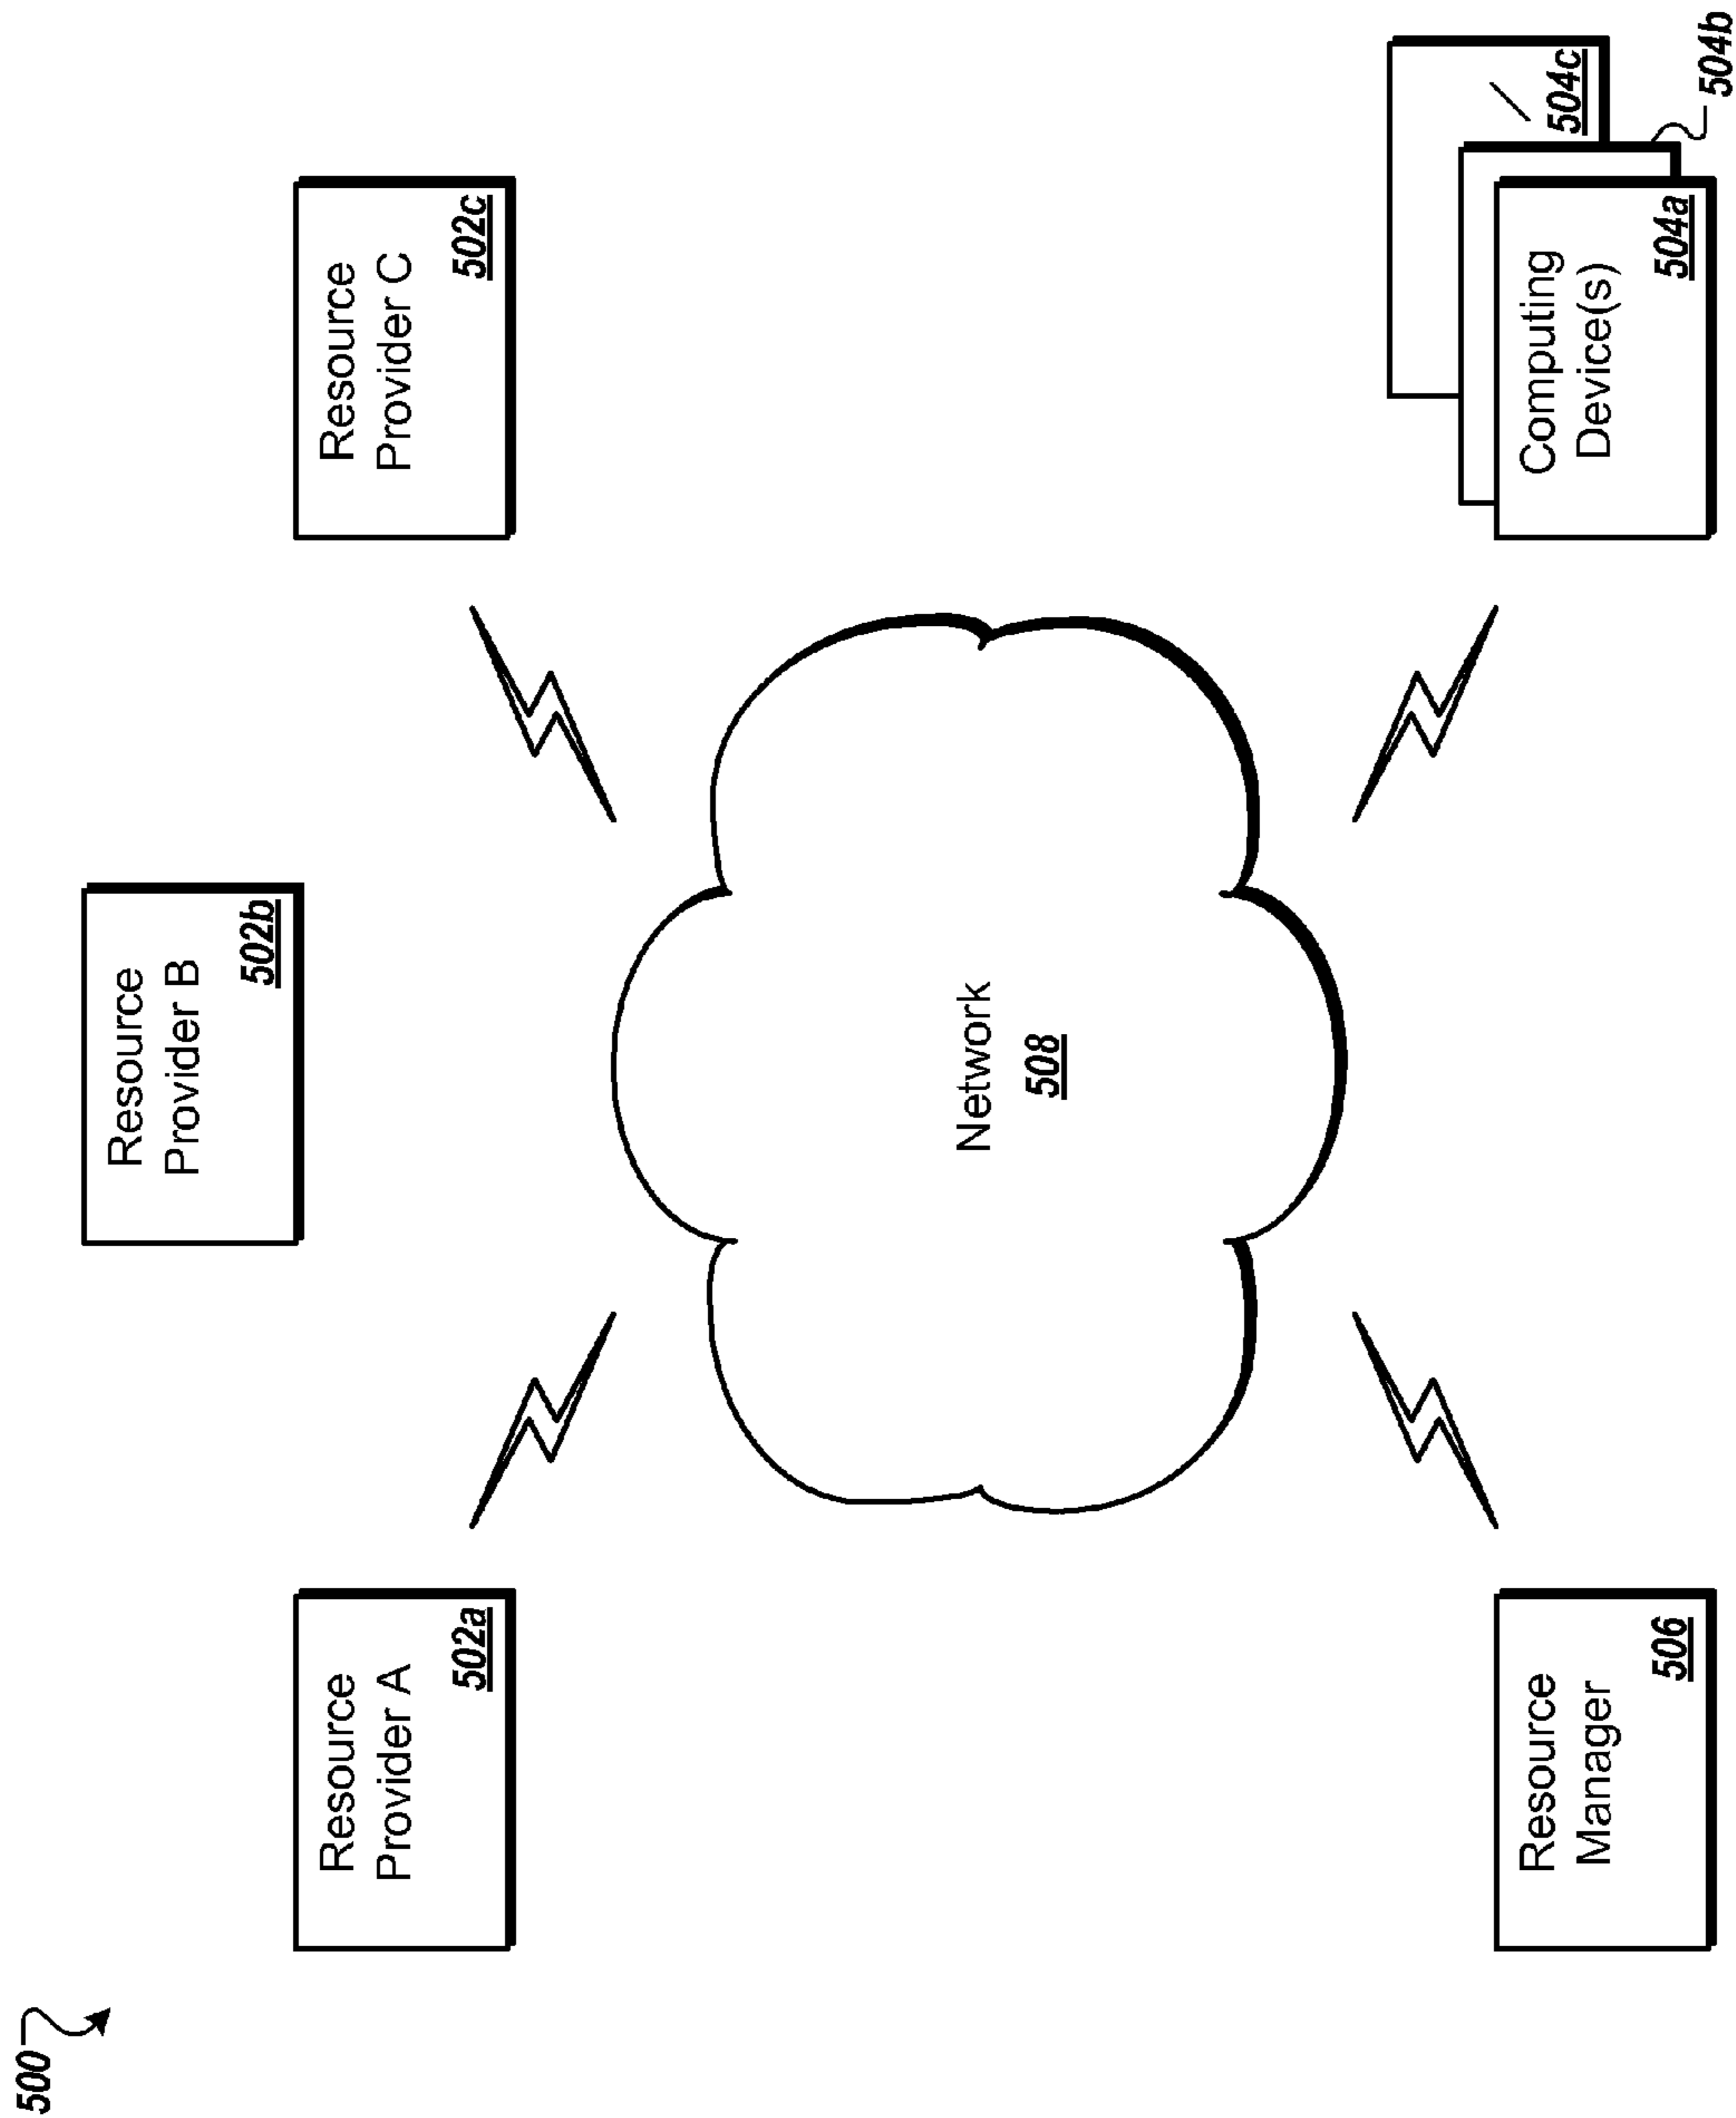 500
Resource
Provider B
502b
Resource
Provider A
502a
Resource
Provider C
502c
Network
508
Resource
Manager
506
Computing
Device(s)
504a
504c
504b